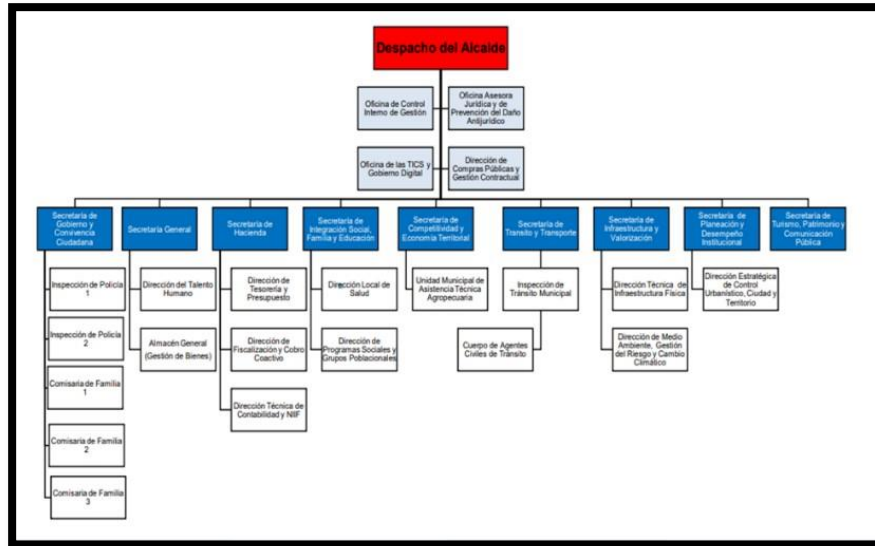 Despacho del Alcalde
Oficina de Control
Interno de Gestión
Oficina Asesora
Jurídica y de
Prevención del Daño
Antijurídico
Oficina de las TICS y
Gobierno Digital
Dirección de
Compras Públicas y
Gestión Contractual
Secretaría de
Gobierno y
Convivencia
Ciudadana
Secretaría General
Secretaría de
Hacienda
Secretaría de
Integración Social,
Familia y Educación
Secretaría de
Competitividad y
Economía Territorial
Secretaría de
Transito y Transporte
Secretaría de
Infraestructura y
Valorización
Secretaría de
Planeación y
Desempeño
Institucional
Secretaría de
Turismo, Patrimonio y
Comunicación
Pública
Inspección de Policía
1
Inspección de Policía
2
Comisaria de Familia
1
Comisaria de Familia
2
Comisaria de Familia
3
Dirección del Talento
Humano
Almacén General
(Gestión de Bienes)
Dirección de
Tesorería y
Presupuesto
Dirección de
Fiscalización y Cobro
Coactivo
Dirección Técnica de
Contabilidad y NIIF
Dirección Local de
Salud
Dirección de
Programas Sociales y
Grupos Poblacionales
Unidad Municipal de
Asistencia Técnica
Agropecuaria
Inspección de
Tránsito Municipal
Cuerpo de Agentes
Civiles de Tránsito
Dirección Técnica de
Infraestructura Física
Dirección de Medio
Ambiente, Gestión
del Riesgo y Cambio
Climático
Dirección Estratégica
de Control
Urbanístico, Ciudad y
Territorio